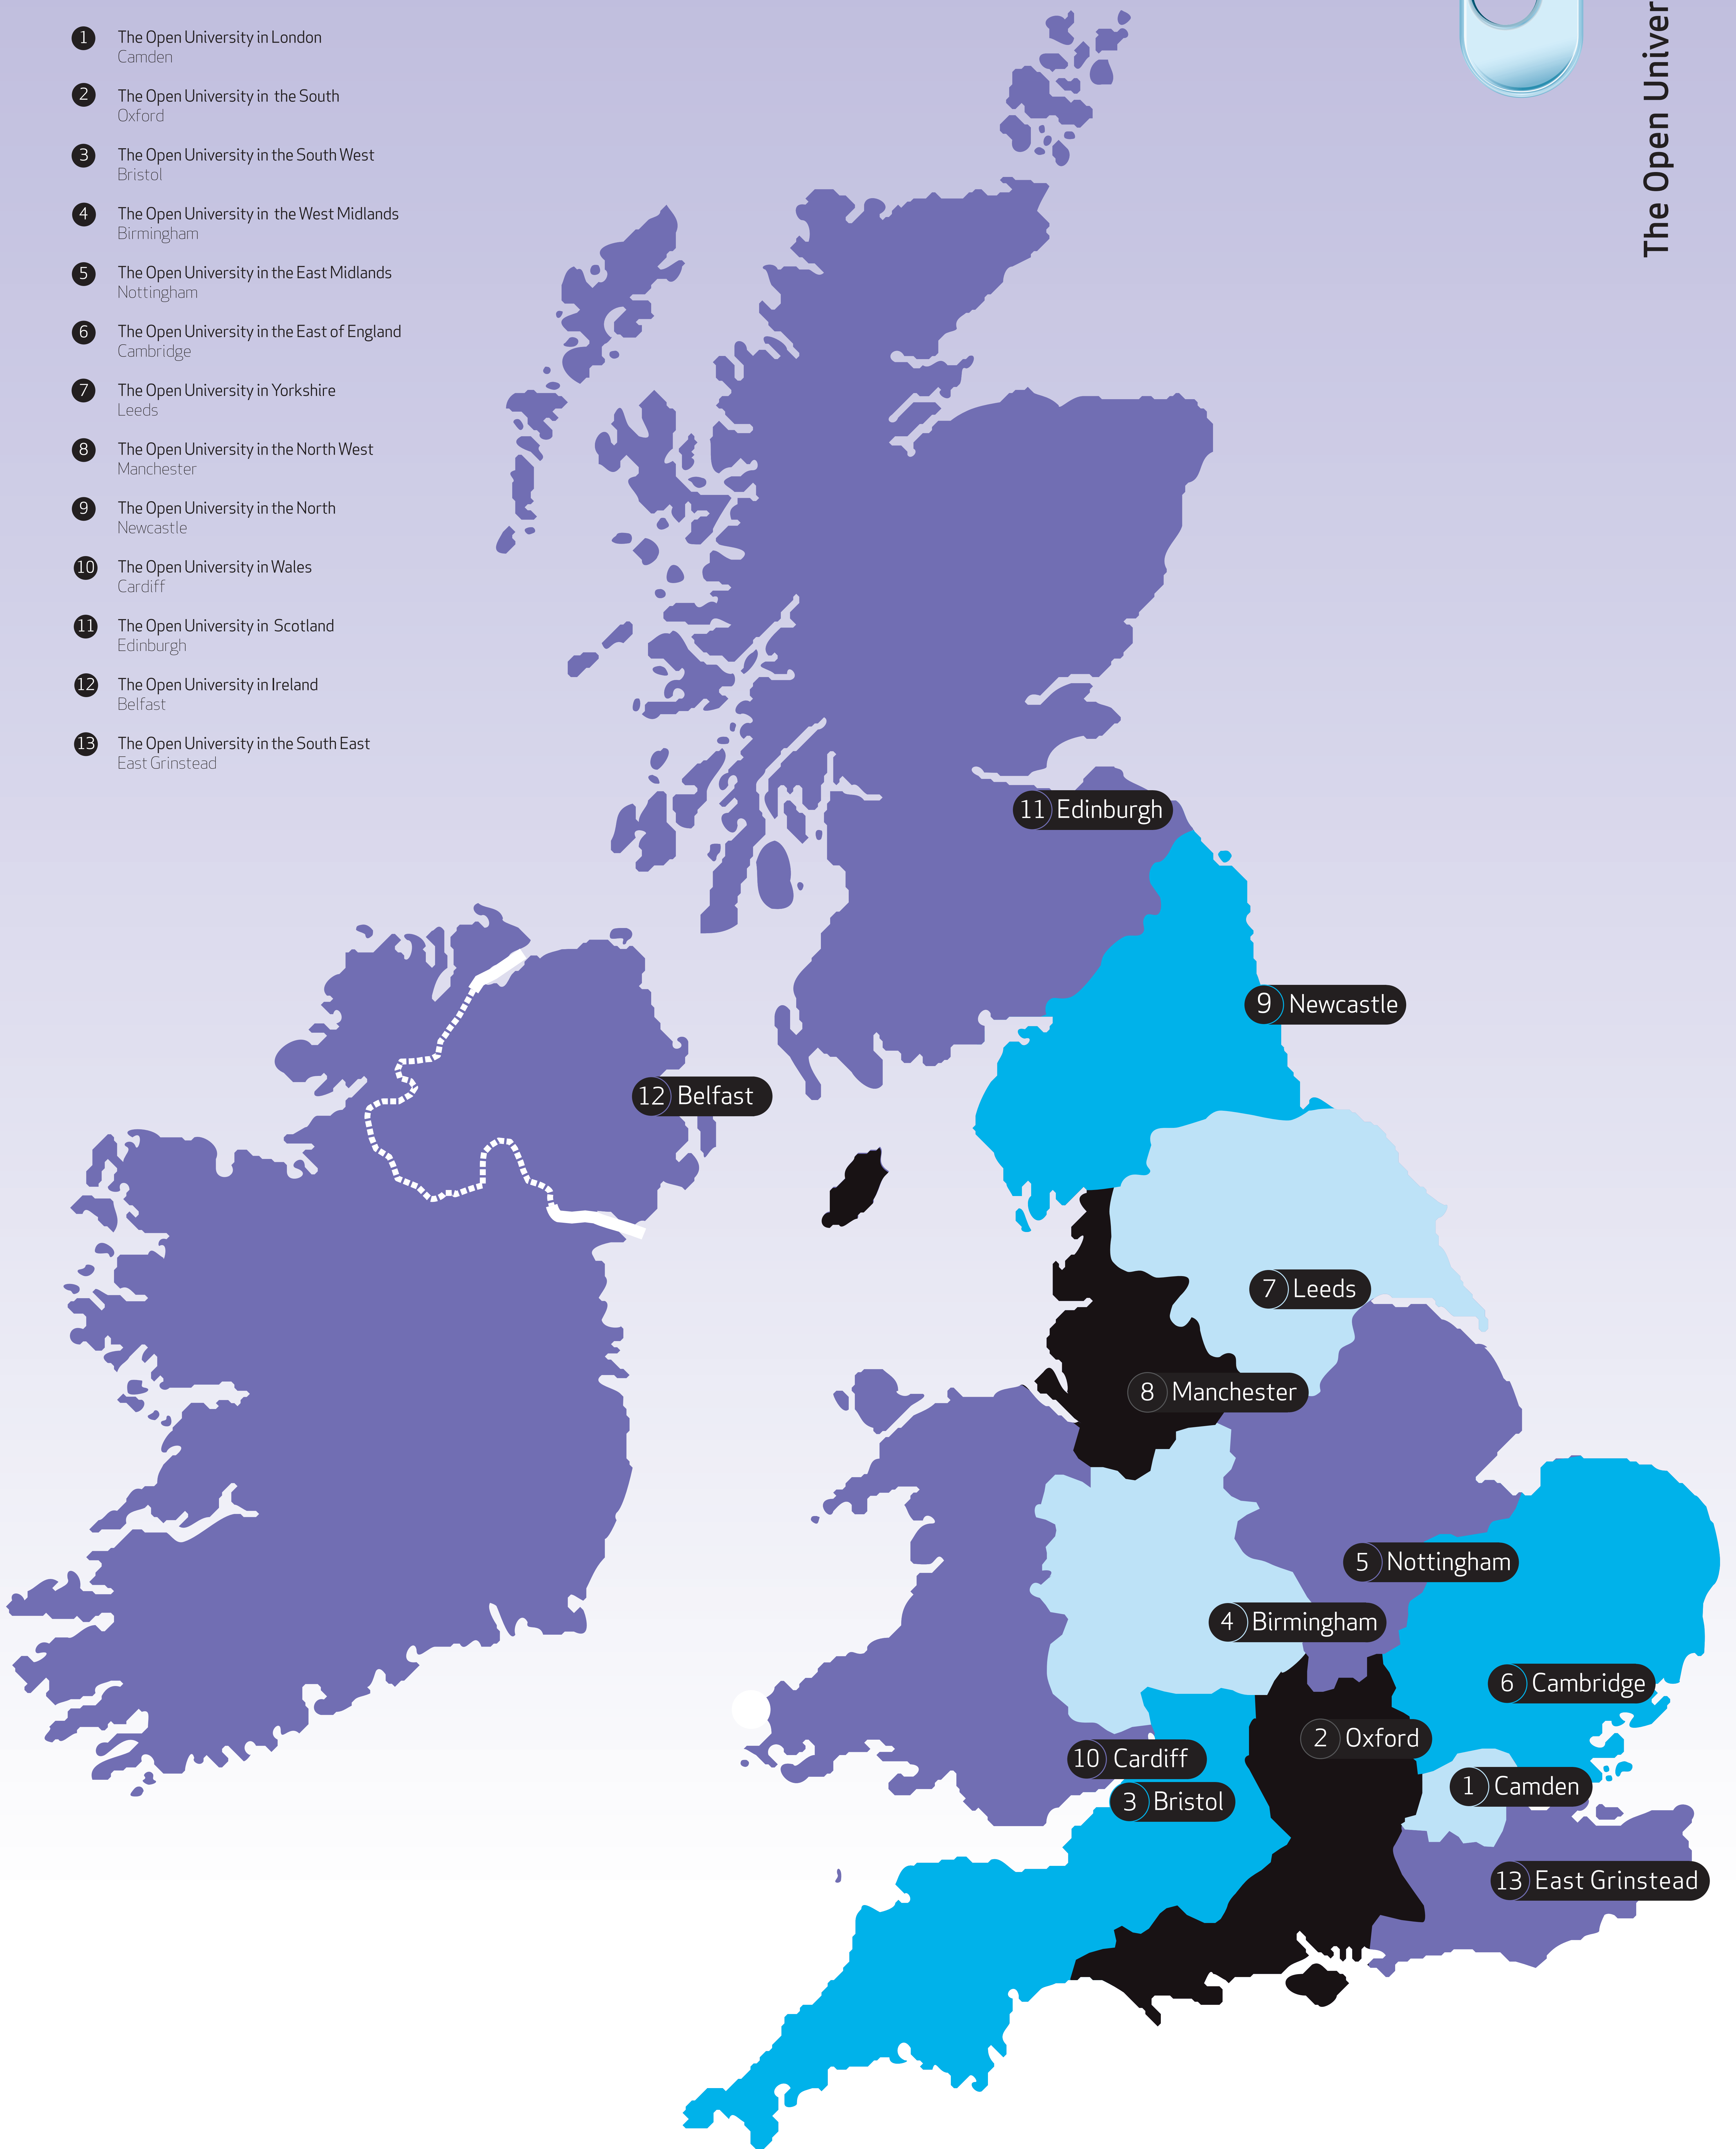 1
The Open University in London
Camden
2
The Open University in the South
Oxford
3
The Open University in the South West
Bristol
4
The Open University in the West Midlands
Birmingham
5
The Open University in the East Midlands
Nottingham
6
The Open University in the East of England
Cambridge
7
The Open University in Yorkshire
Leeds
8
The Open University in the North West
Manchester
9
The Open University in the North
Newcastle
10
The Open University in Wales
Cardiff
11
The Open University in Scotland
Edinburgh
12
The Open University in Ireland
Belfast
13
The Open University in the South East
East Grinstead
The Open Univer
11 Edinburgh
9 Newcastle
12 Belfast
7 Leeds
8 Manchester
5 Nottingham
4 Birmingham
6 Cambridge
2 Oxford
10 Cardiff
1 Camden
3 Bristol
13 East Grinstead